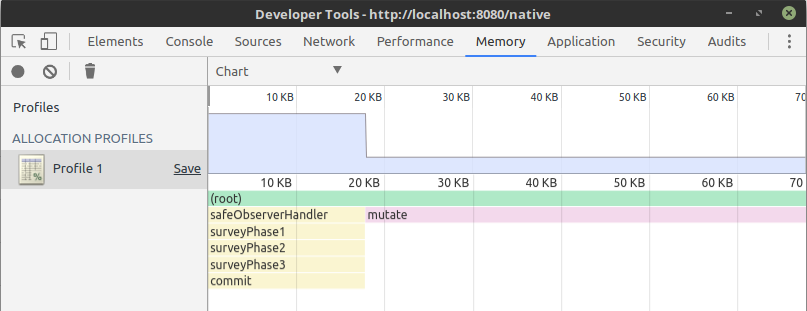 Developer Tools - http://localhost:8080/native
Elements Console Sources Network Performance Memory Application Security Audits
Chart
Profiles
ALLOCATION PROFILES
Profile 1 Save
10 KB 20 KB 30 KB 40 KB 50 KB 60 KB 70
10 KB 20 KB 30 KB 40 KB 50 KB 60 KB 70
(root)
safeObserverHandler mutate
surveyPhase1
surveyPhase2
surveyPhase3
commit